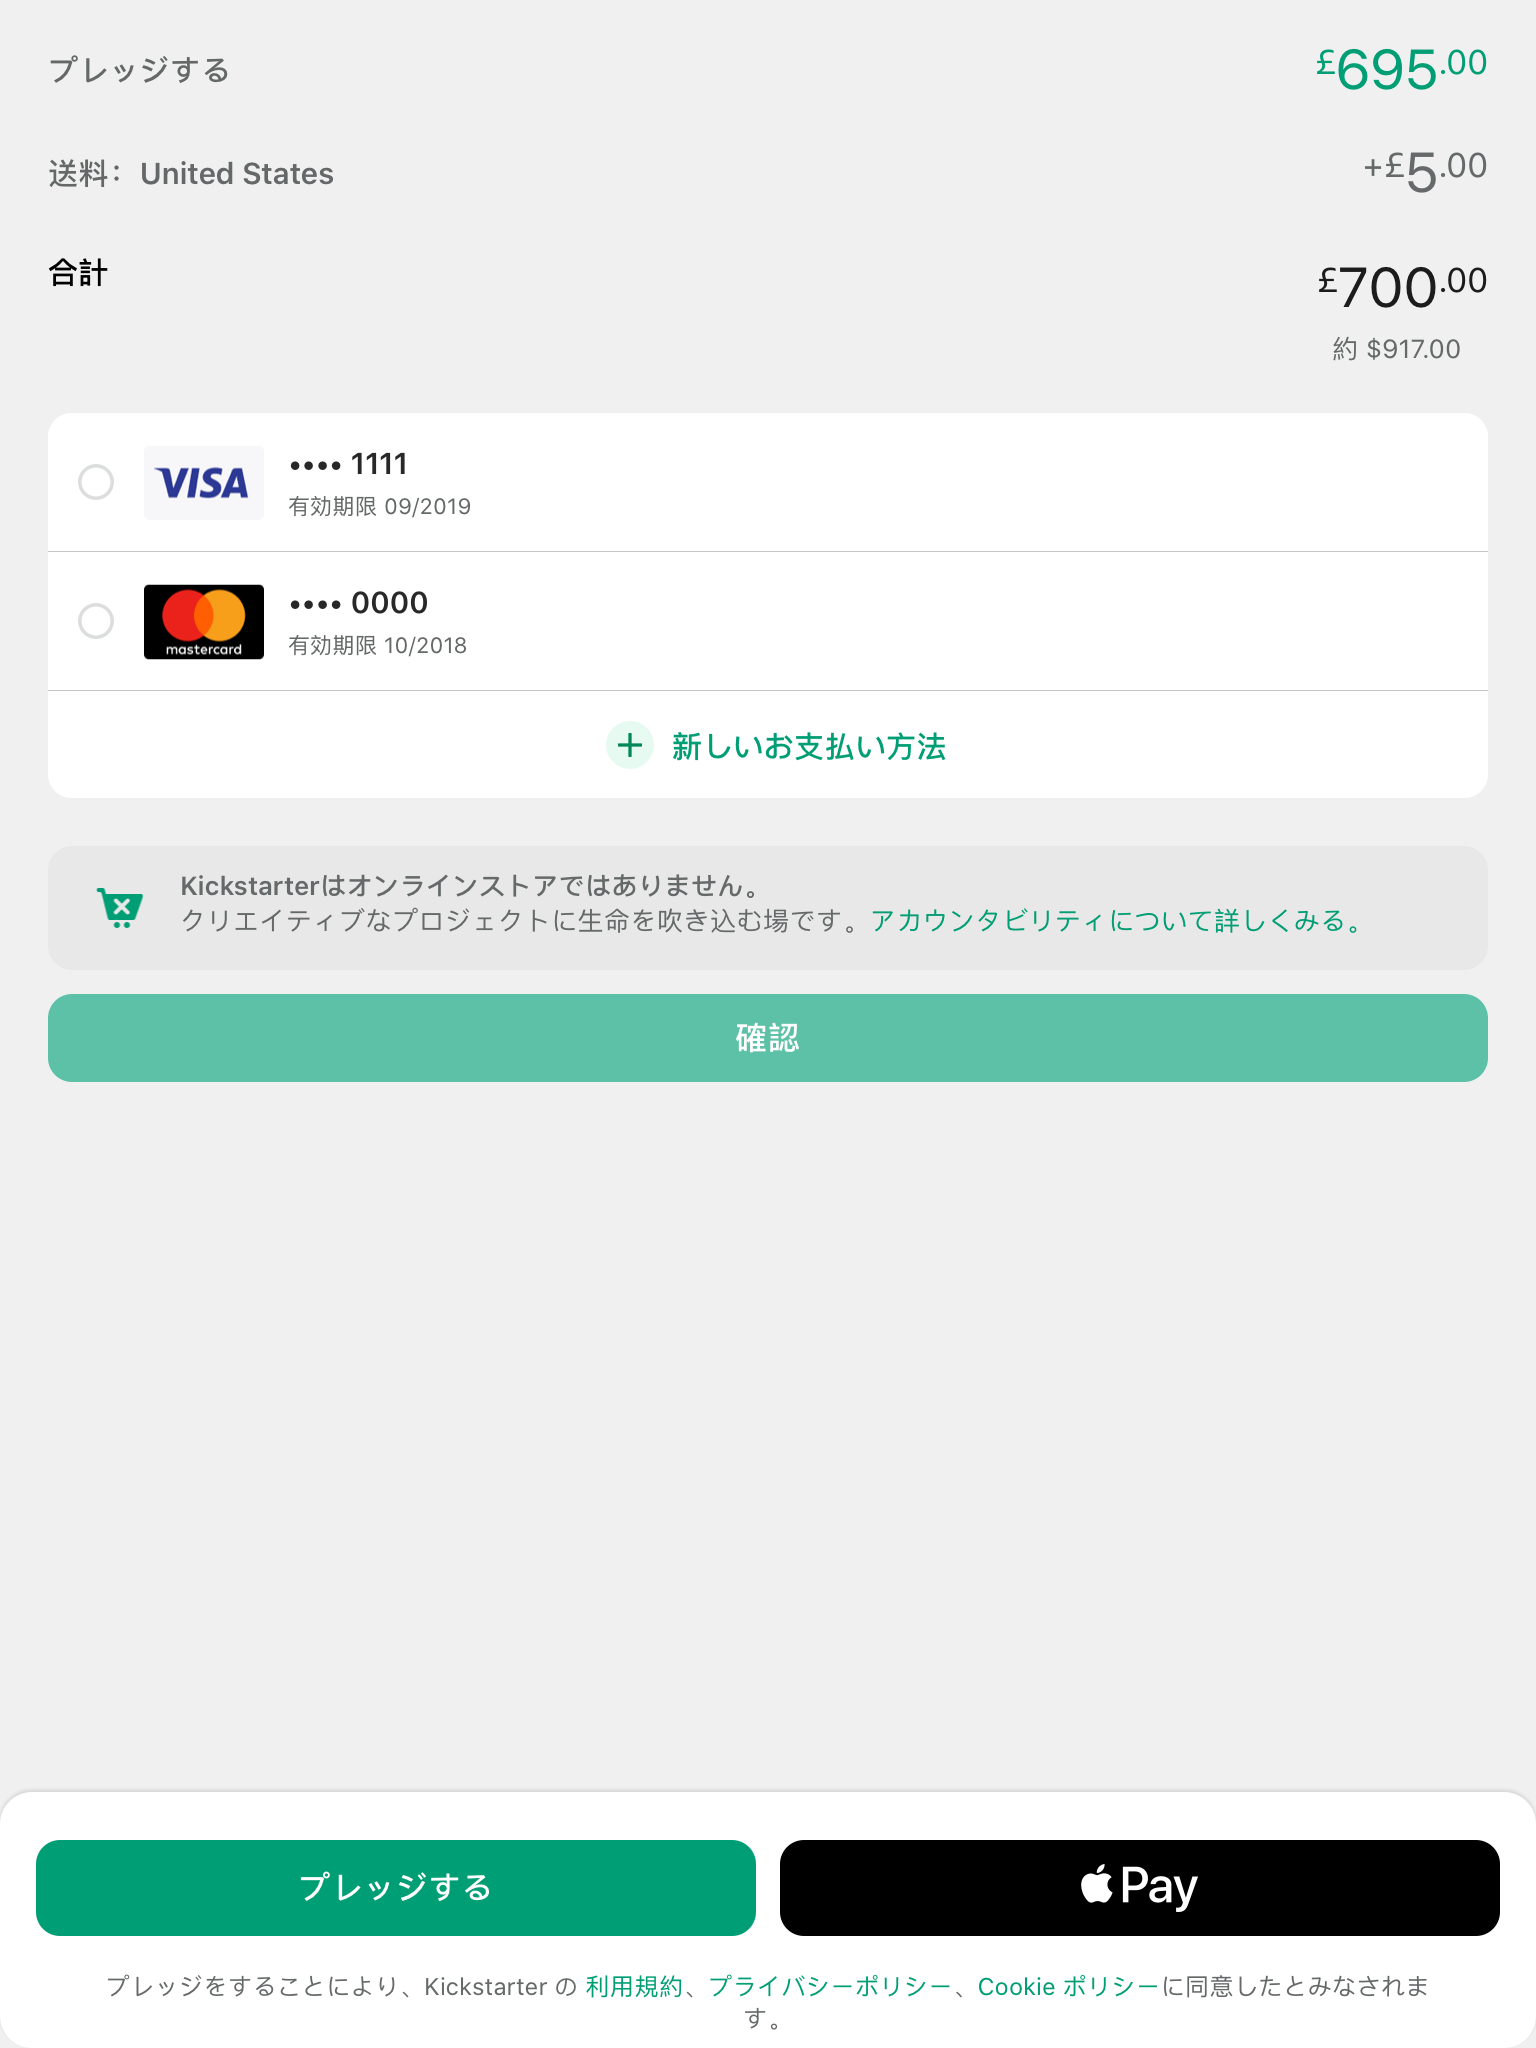 プレッジする £695.00
送料： United States +£5.00
合計 £700.00
約 $917.00
VISA •••• 1111
有効期限 09/2019
mastercard •••• 0000
有効期限 10/2018
+ 新しいお支払い方法
Kickstarterはオンラインストアではありません。
クリエイティブなプロジェクトに生命を吹き込む場です。アカウンタビリティについて詳しくみる。
確認
プレッジする
Pay
プレッジをすることにより、Kickstarter の 利用規約、プライバシーポリシー、Cookie ポリシーに同意したとみなされま
す。